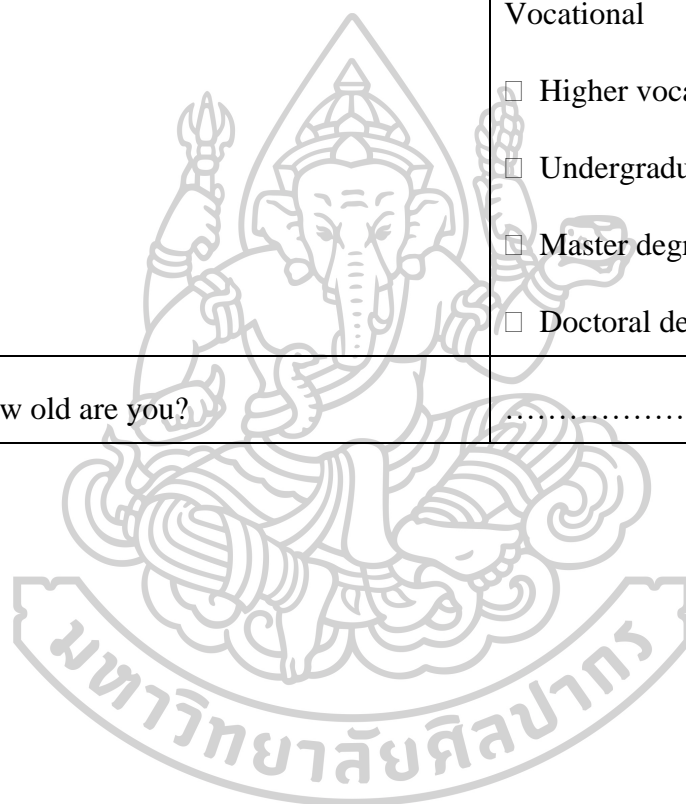 Vocational
□ Higher voca
□ Undergradu
□ Master degr
□ Doctoral de
w old are you?
………………
มหาวิทยาลัยศิลปากร